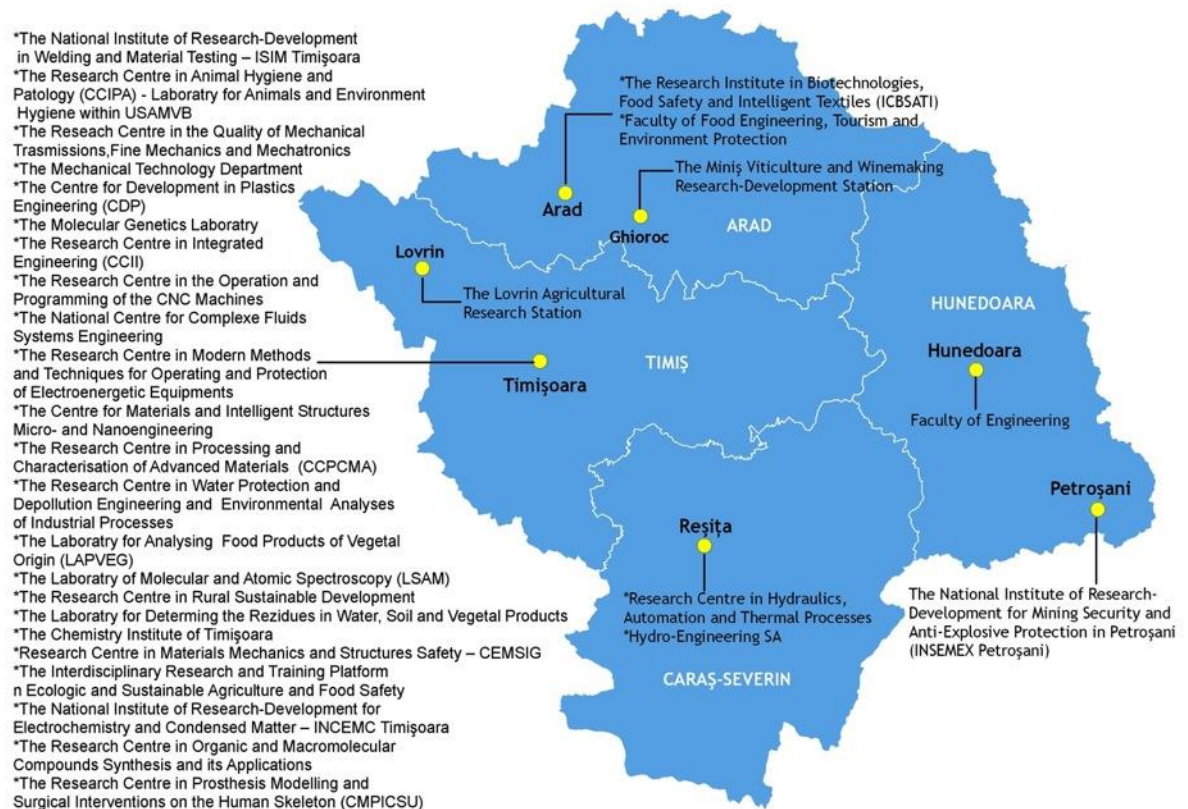 *The National Institute of Research-Development
in Welding and Material Testing – ISIM Timişoara
*The Research Centre in Animal Hygiene and
Patology (CCIPA) - Laboratry for Animals and Environment
Hygiene within USAMVB
*The Reseach Centre in the Quality of Mechanical
Trasmissions,Fine Mechanics and Mechatronics
*The Mechanical Technology Department
*The Centre for Development in Plastics
Engineering (CDP)
*The Molecular Genetics Laboratry
*The Research Centre in Integrated
Engineering (CCII)
*The Research Centre in the Operation and
Programming of the CNC Machines
*The National Centre for Complexe Fluids
Systems Engineering
*The Research Centre in Modern Methods
and Techniques for Operating and Protection
of Electroenergetic Equipments
*The Centre for Materials and Intelligent Structures
Micro- and Nanoengineering
*The Research Centre in Processing and
Characterisation of Advanced Materials (CCPCMA)
*The Research Centre in Water Protection and
Depollution Engineering and Environmental Analyses
of Industrial Processes
*The Laboratry for Analysing Food Products of Vegetal
Origin (LAPVEG)
*The Laboratry of Molecular and Atomic Spectroscopy (LSAM)
*The Research Centre in Rural Sustainable Development
*The Laboratry for Determing the Rezidues in Water, Soil and Vegetal Products
*The Chemistry Institute of Timişoara
*Research Centre in Materials Mechanics and Structures Safety – CEMSIG
*The Interdisciplinary Research and Training Platform
n Ecologic and Sustainable Agriculture and Food Safety
*The National Institute of Research-Development for
Electrochemistry and Condensed Matter – INCEMC Timişoara
*The Research Centre in Organic and Macromolecular
Compounds Synthesis and its Applications
*The Research Centre in Prosthesis Modelling and
Surgical Interventions on the Human Skeleton (CMPICSU)
*The Research Institute in Biotechnologies,
Food Safety and Intelligent Textiles (ICBSATI)
*Faculty of Food Engineering, Tourism and
Environment Protection
The Miniş Viticulture and Winemaking
Research-Development Station
Arad
Ghioroc
ARAD
Lovrin
The Lovrin Agricultural
Research Station
HUNEDOARA
TIMIŞ
Timişoara
Hunedoara
Faculty of Engineering
Petroşani
Reşiţa
*Research Centre in Hydraulics,
Automation and Thermal Processes
*Hydro-Engineering SA
The National Institute of Research-
Development for Mining Security and
Anti-Explosive Protection in Petroşani
(INSEMEX Petroşani)
CARAŞ-SEVERIN